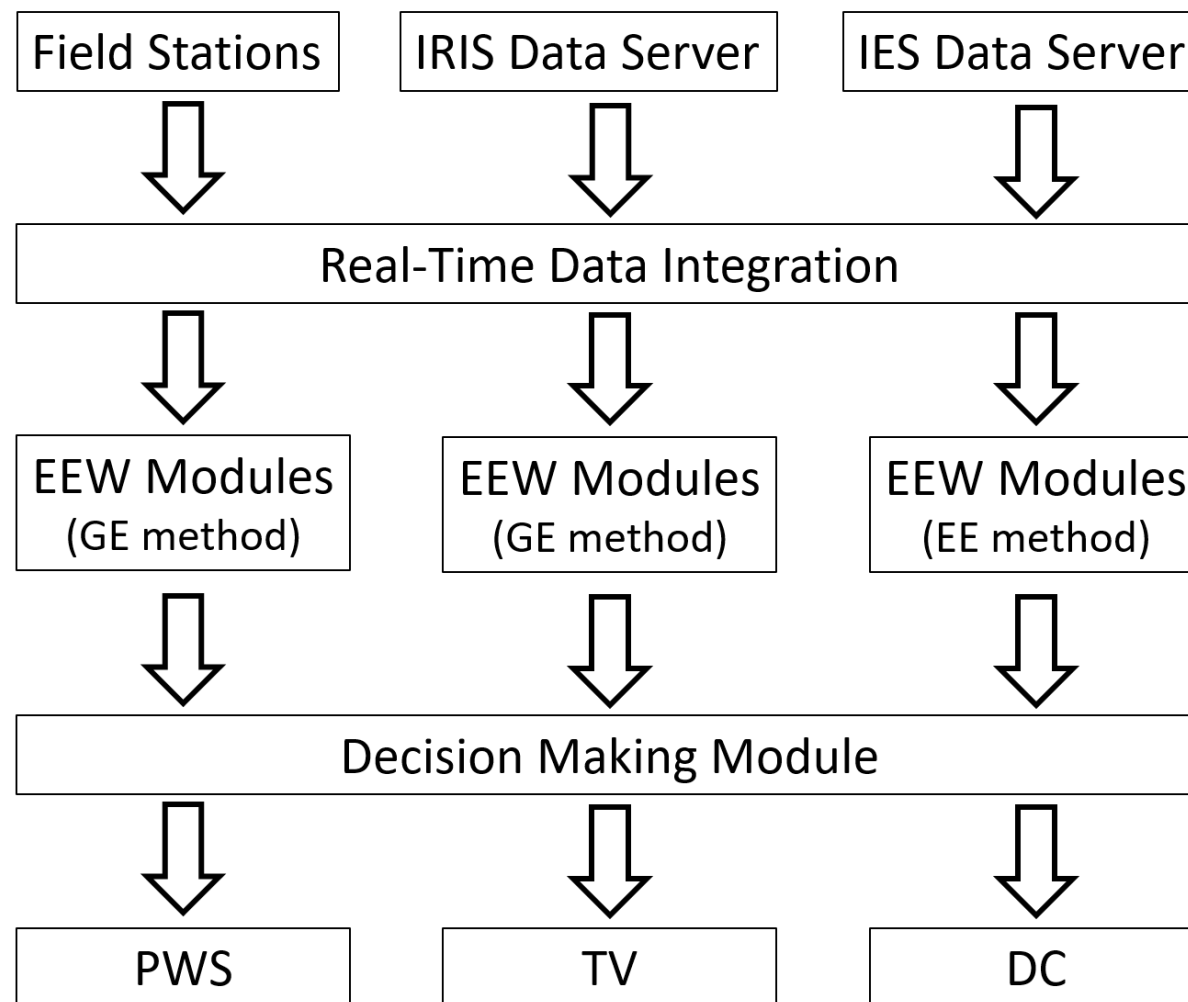 Field Stations
IRIS Data Server
IES Data Server
Real-Time Data Integration
EEW Modules
(GE method)
EEW Modules
(GE method)
EEW Modules
(EE method)
Decision Making Module
PWS
TV
DC